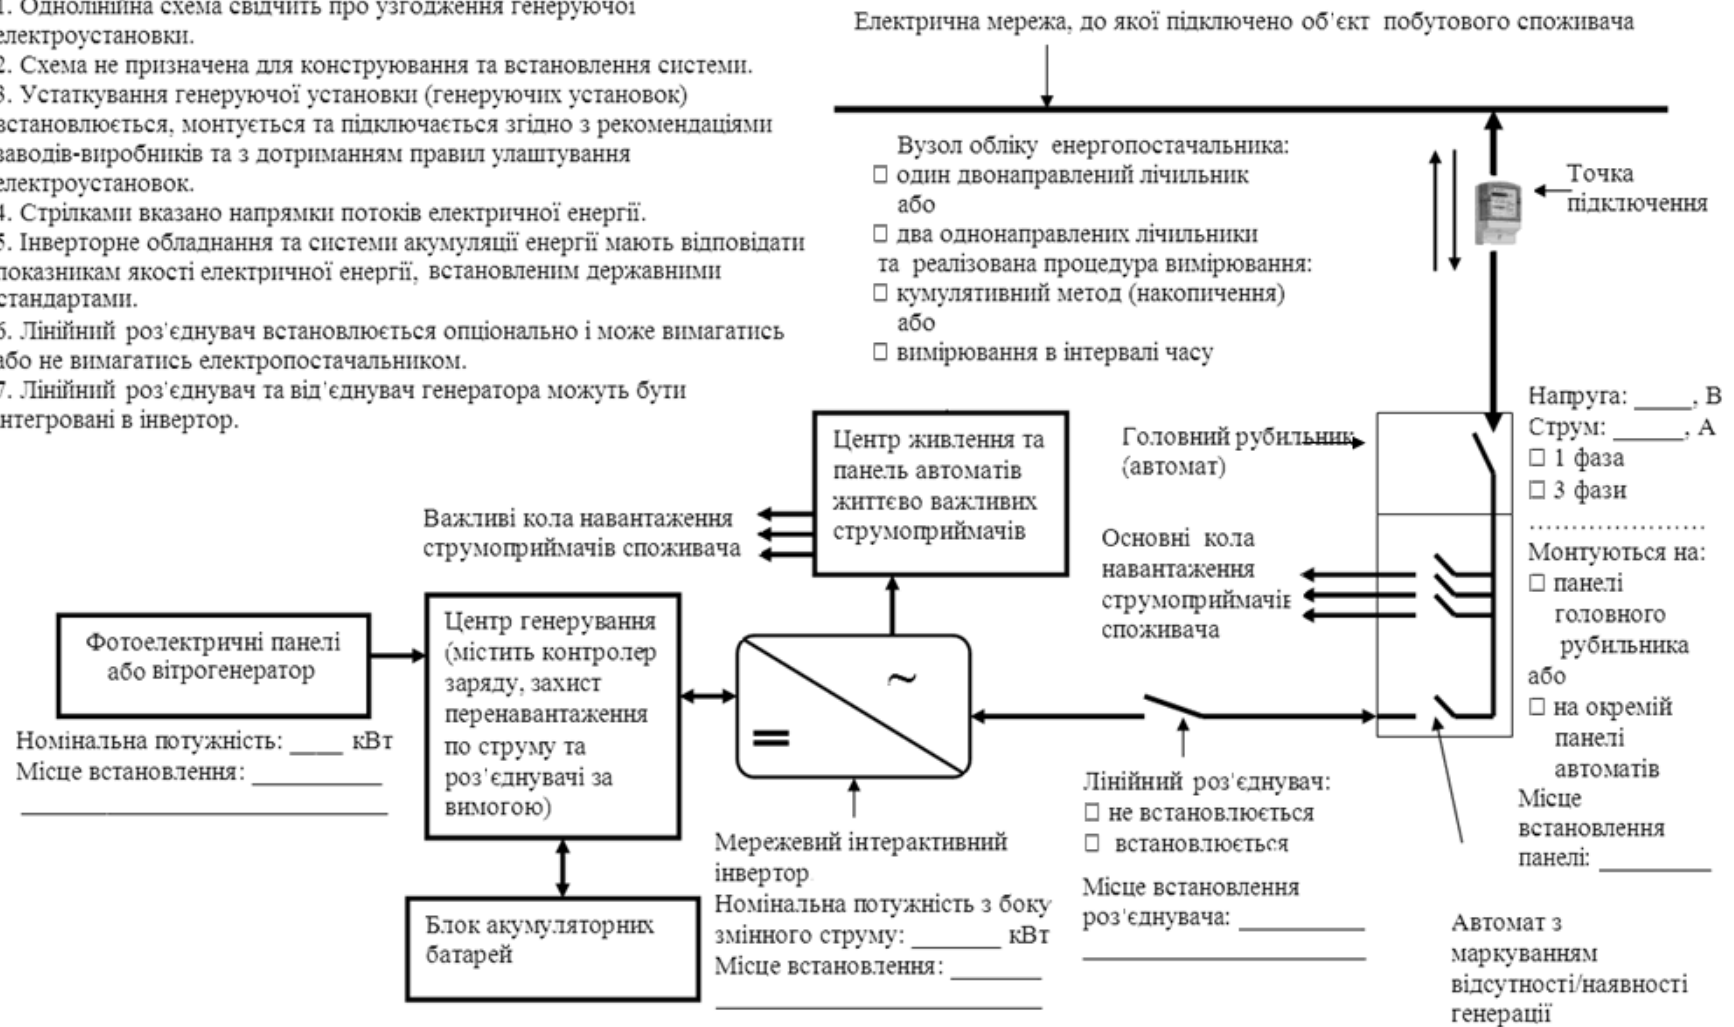 1. Однолінійна схема свідчить про узгодження генеруючої
електроустановки.
2. Схема не призначена для конструювання та встановлення системи.
3. Устаткування генеруючої установки (генеруючих установок)
встановлюється, монтується та підключається згідно з рекомендаціями
заводів-виробників та з дотриманням правил улаштування
електроустановок.
4. Стрілками вказано напрямки потоків електричної енергії.
5. Інверторне обладнання та системи акумуляції енергії мають відповідати
показникам якості електричної енергії, встановленим державними
стандартами.
6. Лінійний роз'єднувач встановлюється опціонально і може вимагатись
або не вимагатись електропостачальником.
7. Лінійний роз'єднувач та від'єднувач генератора можуть бути
інтегровані в інвертор.
Електрична мережа, до якої підключено об'єкт побутового споживача
Вузол обліку енергопостачальника:
☐ один двонаправлений лічильник
або
☐ два однонаправлених лічильники
та реалізована процедура вимірювання:
☐ кумулятивний метод (накопичення)
або
☐ вимірювання в інтервалі часу
Точка
підключення
Напруга: _____, В
Струм: ______, А
☐ 1 фаза
☐ 3 фази
.....................
Монтуються на:
☐ панелі
головного
рубильника
або
☐ на окремій
панелі
автоматів
Місце
встановлення
панелі: ________
Головний рубильник
(автомат)
Основні кола
навантаження
струмоприймачів
споживача
Центр живлення та
панель автоматів
життєво важливих
струмоприймачів
Важливі кола навантаження
струмоприймачів споживача
Фотоелектричні панелі
або вітрогенератор
Номінальна потужність: ____ кВт
Місце встановлення: __________
____________________________
Центр генерування
(містить контролер
заряду, захист
перенавантаження
по струму та
роз'єднувачі за
вимогою)
~
=
Блок акумуляторних
батарей
Мережевий інтерактивний
інвертор
Номінальна потужність з боку
змінного струму: _______ кВт
Місце встановлення: _______
_________________________
Лінійний роз'єднувач:
☐ не встановлюється
☐ встановлюється
Місце встановлення
роз'єднувача: __________
______________________
Автомат з
маркуванням
відсутності/наявності
генерації